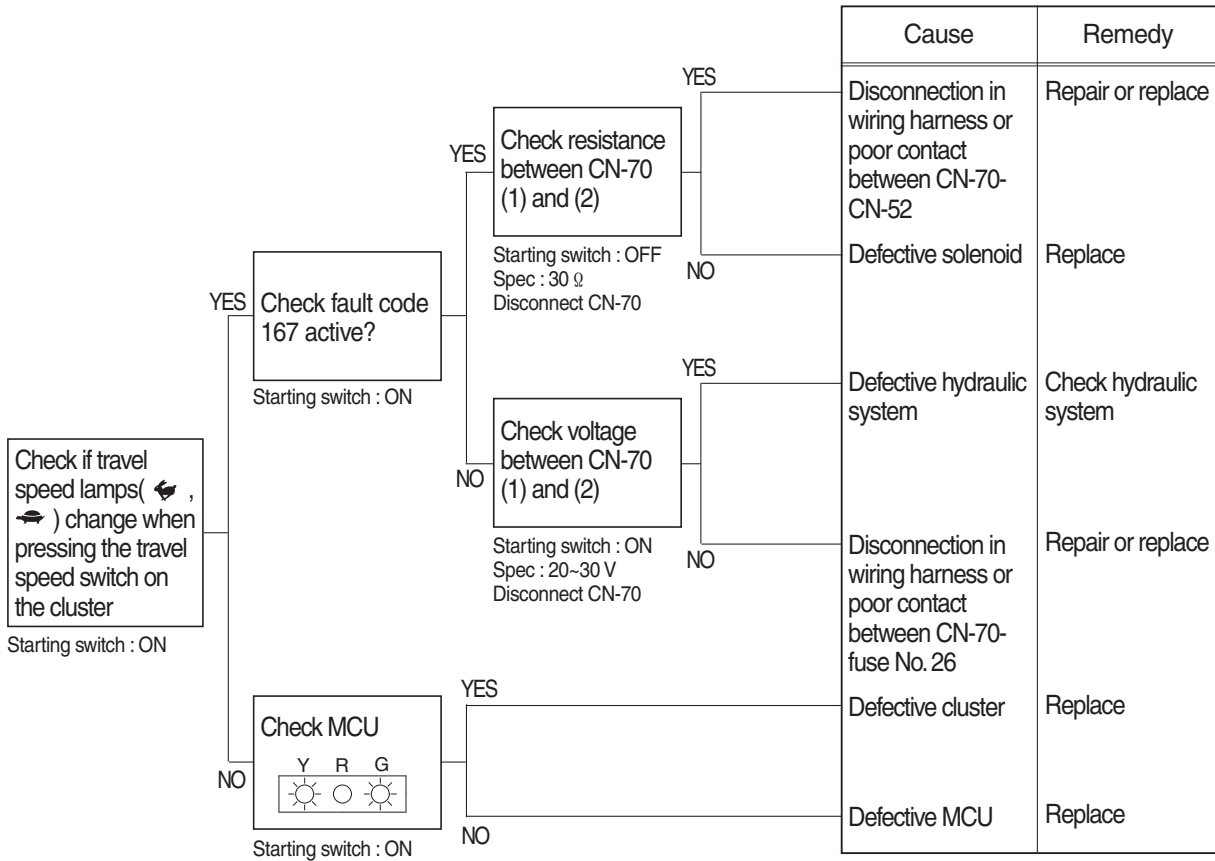 Cause
Remedy
YES
Disconnection in
wiring harness or
poor contact
between CN-70-
CN-52
Repair or replace
YES
Check resistance
between CN-70
(1) and (2)
Starting switch : OFF
Spec : 30 Ω
Disconnect CN-70
NO
Defective solenoid
Replace
YES
Check fault code
167 active?
Starting switch : ON
YES
Defective hydraulic
system
Check hydraulic
system
NO
Check voltage
between CN-70
(1) and (2)
Starting switch : ON
Spec : 20~30 V
Disconnect CN-70
NO
Disconnection in
wiring harness or
poor contact
between CN-70-
fuse No. 26
Repair or replace
Check if travel
speed lamps( ,
) change when
pressing the travel
speed switch on
the cluster
Starting switch : ON
NO
Check MCU
Y R G
Starting switch : ON
YES
Defective cluster
Replace
NO
Defective MCU
Replace